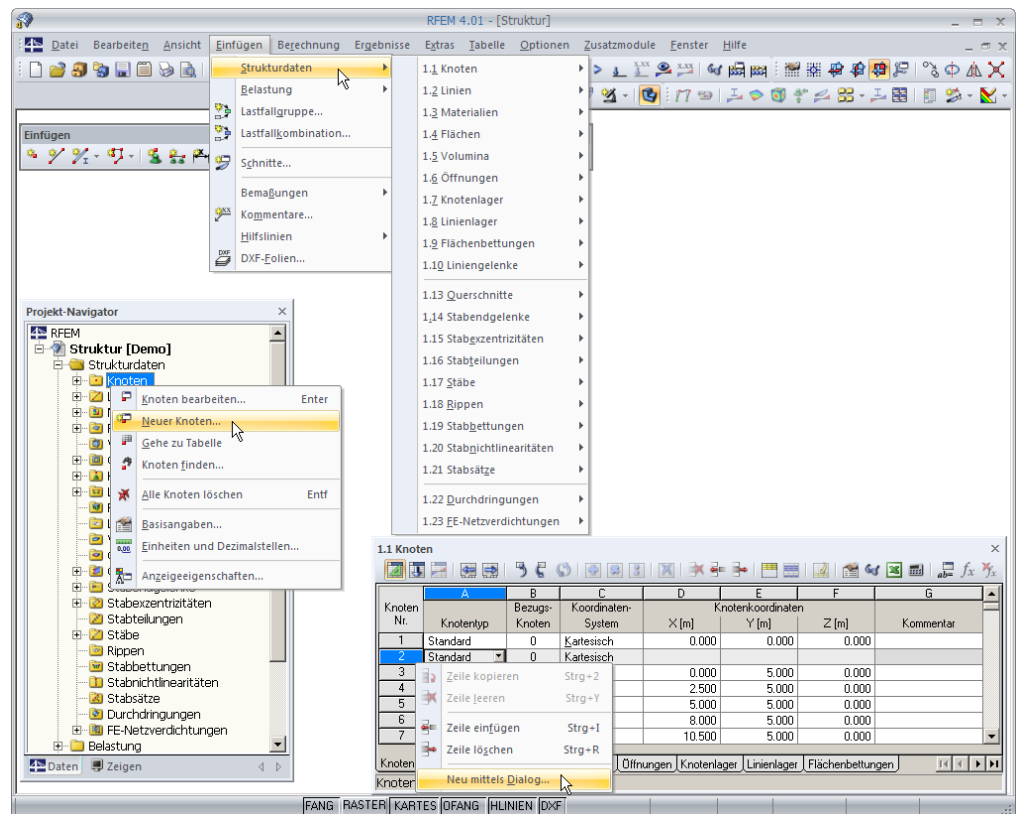 RFEM 4.01 - [Struktur]
Datei Bearbeiten Ansicht Einfügen Berechnung Ergebnisse Extras Tabelle Optionen Zusatzmodule Fenster Hilfe
Einfügen
Strukturdaten
Belastung
Lastfallgruppe...
Lastfallkombination...
Schnitte...
Bemaßungen
Kommentare...
Hilfslinien
DXF-Folien...
1.1 Knoten
1.2 Linien
1.3 Materialien
1.4 Flächen
1.5 Volumina
1.6 Öffnungen
1.7 Knotenlager
1.8 Linienlager
1.9 Flächenbettungen
1.10 Liniengelenke
1.13 Querschnitte
1.14 Stabendgelenke
1.15 Stabexzentrizitäten
1.16 Stabteilungen
1.17 Stäbe
1.18 Rippen
1.19 Stabbettungen
1.20 Stabnichtlinearitäten
1.21 Stabsätze
1.22 Durchdringungen
1.23 FE-Netzverdichtungen
Projekt-Navigator
RFEM
Struktur [Demo]
Strukturdaten
Knoten
Knoten bearbeiten... Enter
Neuer Knoten...
Gehe zu Tabelle
Knoten finden...
Alle Knoten löschen Entf
Basisangaben...
Einheiten und Dezimalstellen...
Anzeigeeigenschaften...
Stabendgelenke
Stabexzentrizitäten
Stabteilungen
Stäbe
Rippen
Stabbettungen
Stabnichtlinearitäten
Stabsätze
Durchdringungen
FE-Netzverdichtungen
Belastung
Daten Zeigen
1.1 Knoten
A B C D E F G
Knoten Bezugs- Koordinaten- Knotenkoordinaten
Nr. Knotentyp Knoten System X [m] Y [m] Z [m] Kommentar
1 Standard 0 Kartesisch 0.000 0.000 0.000
2 Standard 0 Kartesisch
3 0.000 5.000 0.000
4 2.500 5.000 0.000
5 5.000 5.000 0.000
6 8.000 5.000 0.000
7 10.500 5.000 0.000
Zeile kopieren Strg+2
Zeile leeren Strg+Y
Zeile einfügen Strg+I
Zeile löschen Strg+R
Neu mittels Dialog...
Knoten Öffnungen Knotenlager Linienlager Flächenbettungen
Knoten
FANG RASTER KARTES OFANG HLINIEN DXF